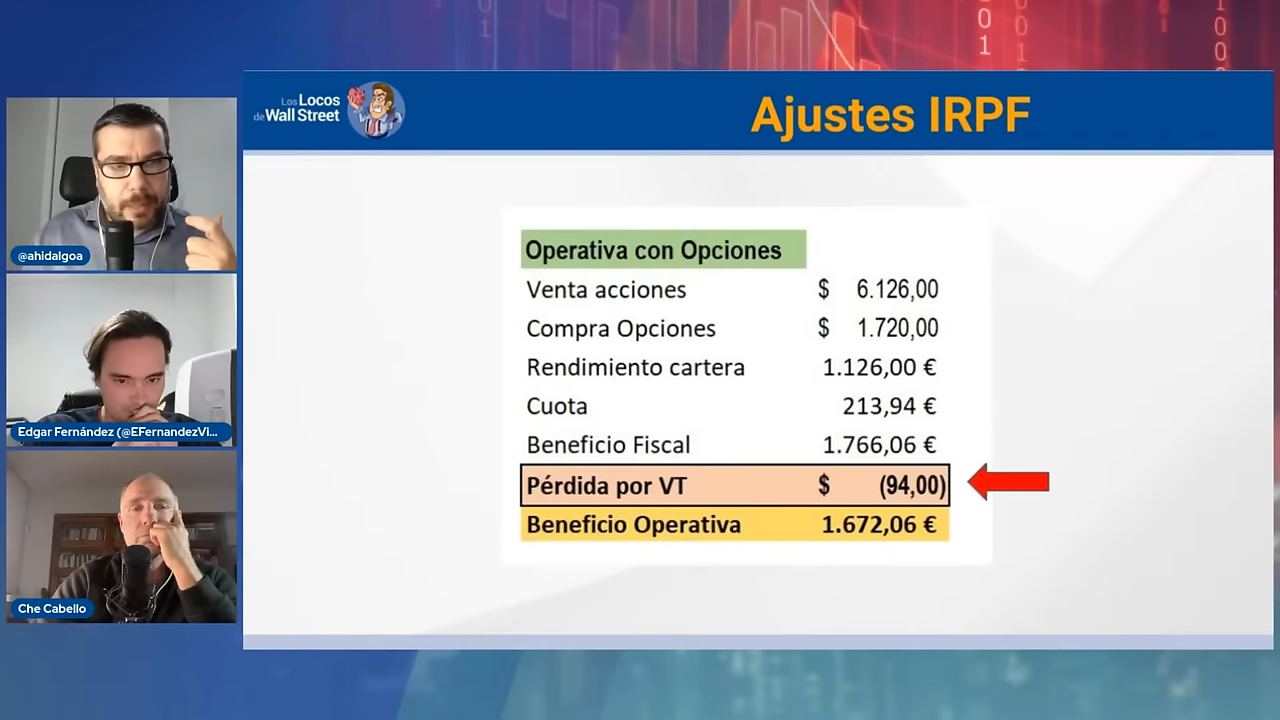 Los Locos
de Wall Street
Ajustes IRPF
@ahidalgoa
Operativa con Opciones
Venta acciones $ 6.126,00
Compra Opciones $ 1.720,00
Rendimiento cartera 1.126,00 €
Cuota 213,94 €
Beneficio Fiscal 1.766,06 €
Pérdida por VT $ (94,00)
Beneficio Operativa 1.672,06 €
Edgar Fernández (@EFernandezVi...
Che Cabello